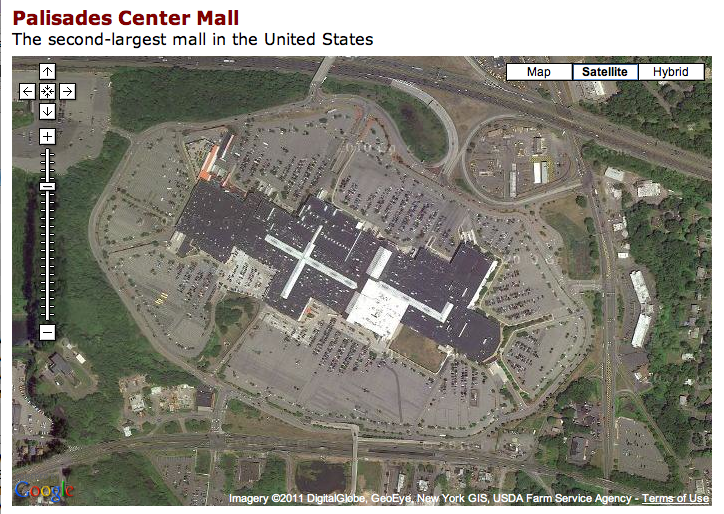 Palisades Center Mall
The second-largest mall in the United States
Map Satellite Hybrid
Google
Imagery ©2011 DigitalGlobe, GeoEye, New York GIS, USDA Farm Service Agency - Terms of Use